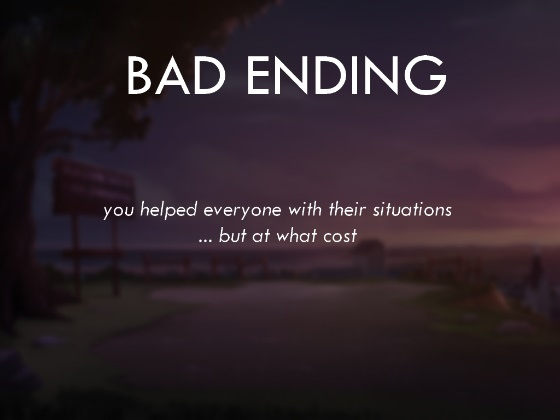 BAD ENDING
you helped everyone with their situations
... but at what cost